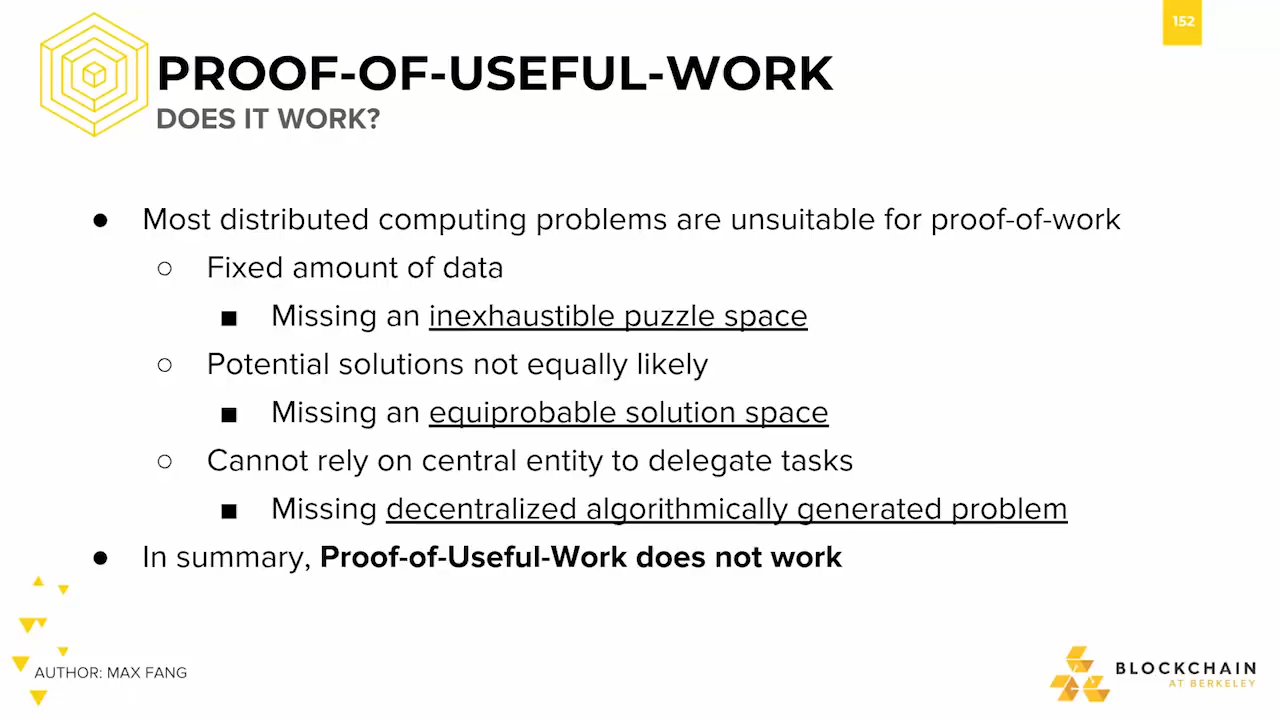 152
PROOF-OF-USEFUL-WORK
DOES IT WORK?
● Most distributed computing problems are unsuitable for proof-of-work
○ Fixed amount of data
■ Missing an inexhaustible puzzle space
○ Potential solutions not equally likely
■ Missing an equiprobable solution space
○ Cannot rely on central entity to delegate tasks
■ Missing decentralized algorithmically generated problem
● In summary, Proof-of-Useful-Work does not work
AUTHOR: MAX FANG
BLOCKCHAIN
AT BERKELEY